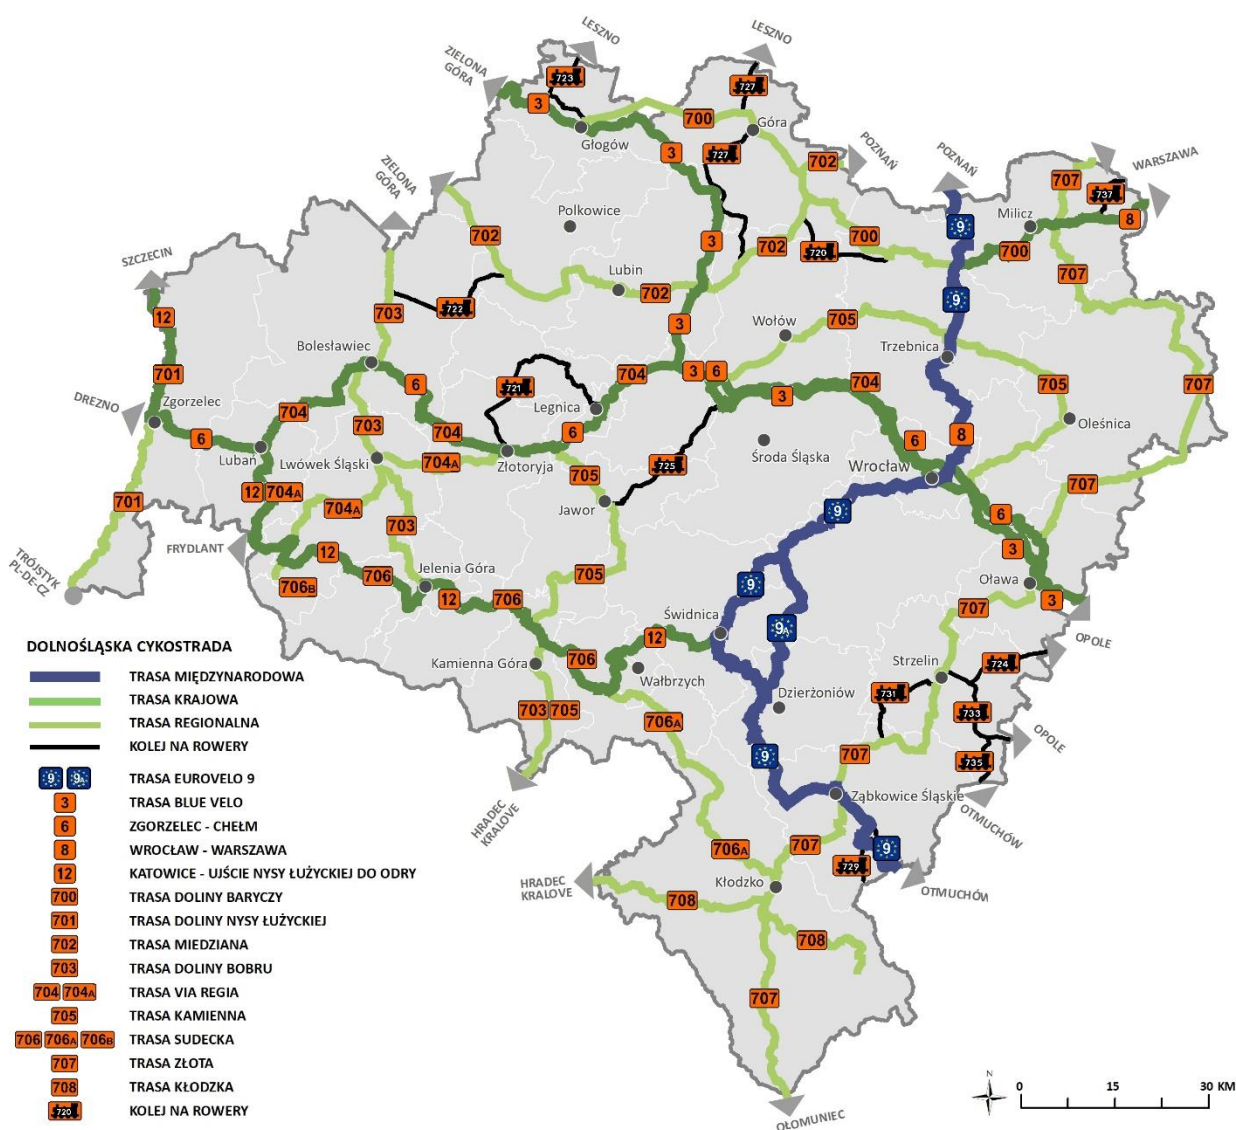 LESZNO
LESZNO
ZIELONA
GÓRA
723
727
3
700
Góra
Głogów
3
727
702
POZNAŃ
POZNAŃ
WARSZAWA
ZIELONA
GÓRA
707
737
Milicz
8
Polkowice
9
702
3
702
700
720
700
SZCZECIN
Lubin
702
707
12
703
722
9
Wołów
705
3
Bolesławiec
Trzebnica
701
6
721
704
3
6
704
705
707
DREZNO
Zgorzelec
704
Legnica
3
6
703
704
6
Oleśnica
Lubań
Lwówek Śląski
704A
Złotoryja
725
Środa Śląska
6
8
Wrocław
705
12
704A
704A
701
Jawor
9
707
6
703
FRYDLANT
12
3
TRÓJSTYK
PL-DE-CZ
706B
706
Jelenia Góra
705
9
Oława
12
706
707
3
Świdnica
9A
12
OPOLE
DOLNOŚLĄSKA CYKOSTRADA
Kamienna Góra
706
Wałbrzych
Strzelin
724
TRASA MIĘDZYNARODOWA
731
TRASA KRAJOWA
703
705
Dzierżoniów
733
TRASA REGIONALNA
706A
OPOLE
KOLEJ NA ROWERY
9
707
735
9
9A
TRASA EUROVELO 9
HRADEC
KRALOVE
Ząbkowice Śląskie
OTMUCHÓW
3
TRASA BLUE VELO
6
ZGORZELEC - CHEŁM
8
WROCŁAW - WARSZAWA
706A
707
9
729
12
KATOWICE - UJŚCIE NYSY ŁUŻYCKIEJ DO ODRY
HRADEC
KRALOVE
Kłodzko
OTMUCHÓW
700
TRASA DOLINY BARYCZY
708
701
TRASA DOLINY NYSY ŁUŻYCKIEJ
702
TRASA MIEDZIANA
708
703
TRASA DOLINY BOBRU
704
704A
TRASA VIA REGIA
707
705
TRASA KAMIENNA
706
706A
706B
TRASA SUDECKA
707
TRASA ZŁOTA
708
TRASA KŁODZKA
720
KOLEJ NA ROWERY
OŁOMUNIEC
N
0
15
30 KM